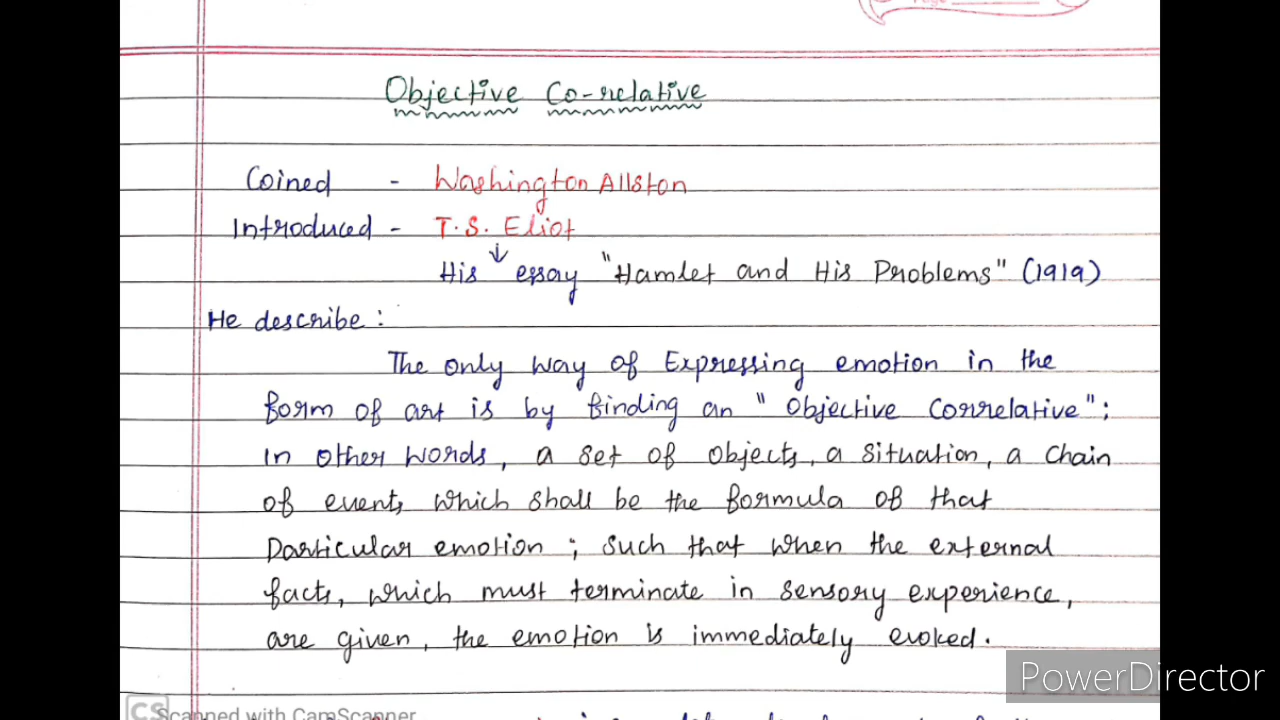 Objective Co-relative
Coined - Washington Allston
Introduced - T.S. Eliot
↓
His essay "Hamlet and His Problems" (1919)
He describe :
The only way of Expressing emotion in the
form of art is by finding an "Objective Correlative";
in other words, a set of objects, a situation, a chain
of events, which shall be the formula of that
Particular emotion ; such that when the external
facts, which must terminate in sensory experience,
are given, the emotion is immediately evoked.
PowerDirector
CS Scanned with CamScanner